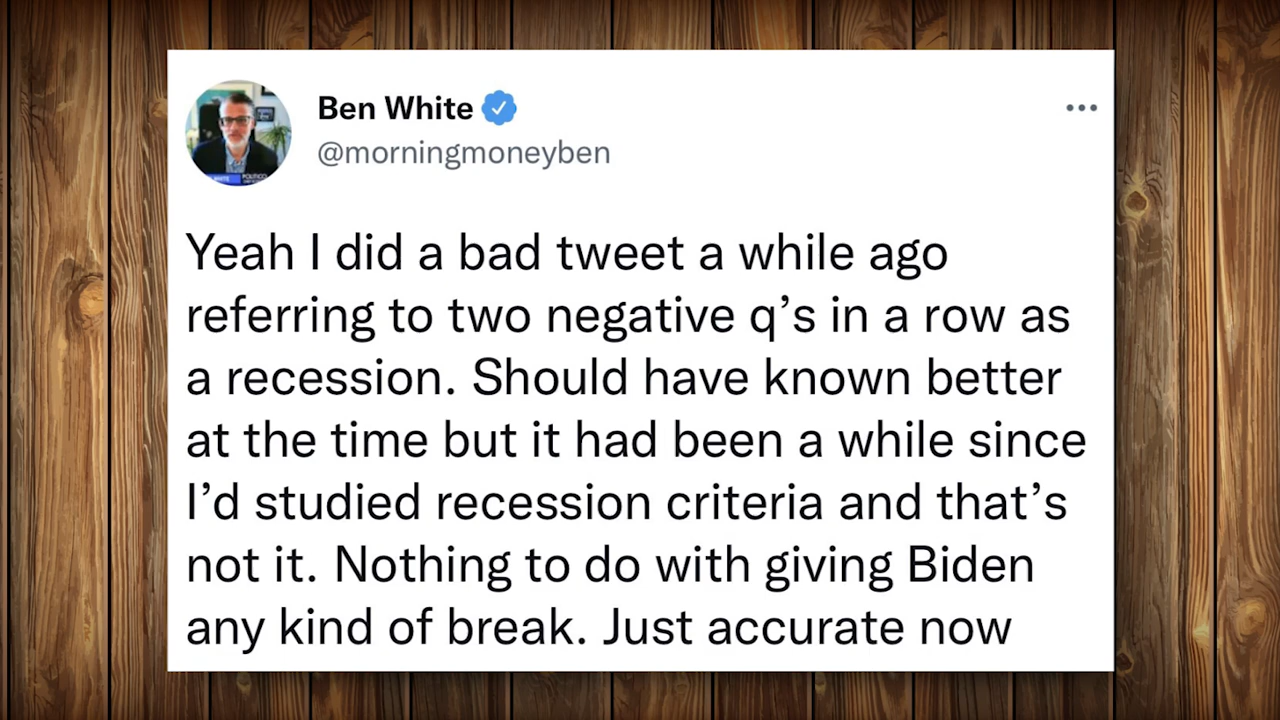 Ben White
@morningmoneyben
Yeah I did a bad tweet a while ago
referring to two negative q’s in a row as
a recession. Should have known better
at the time but it had been a while since
I’d studied recession criteria and that’s
not it. Nothing to do with giving Biden
any kind of break. Just accurate now
POLITICO